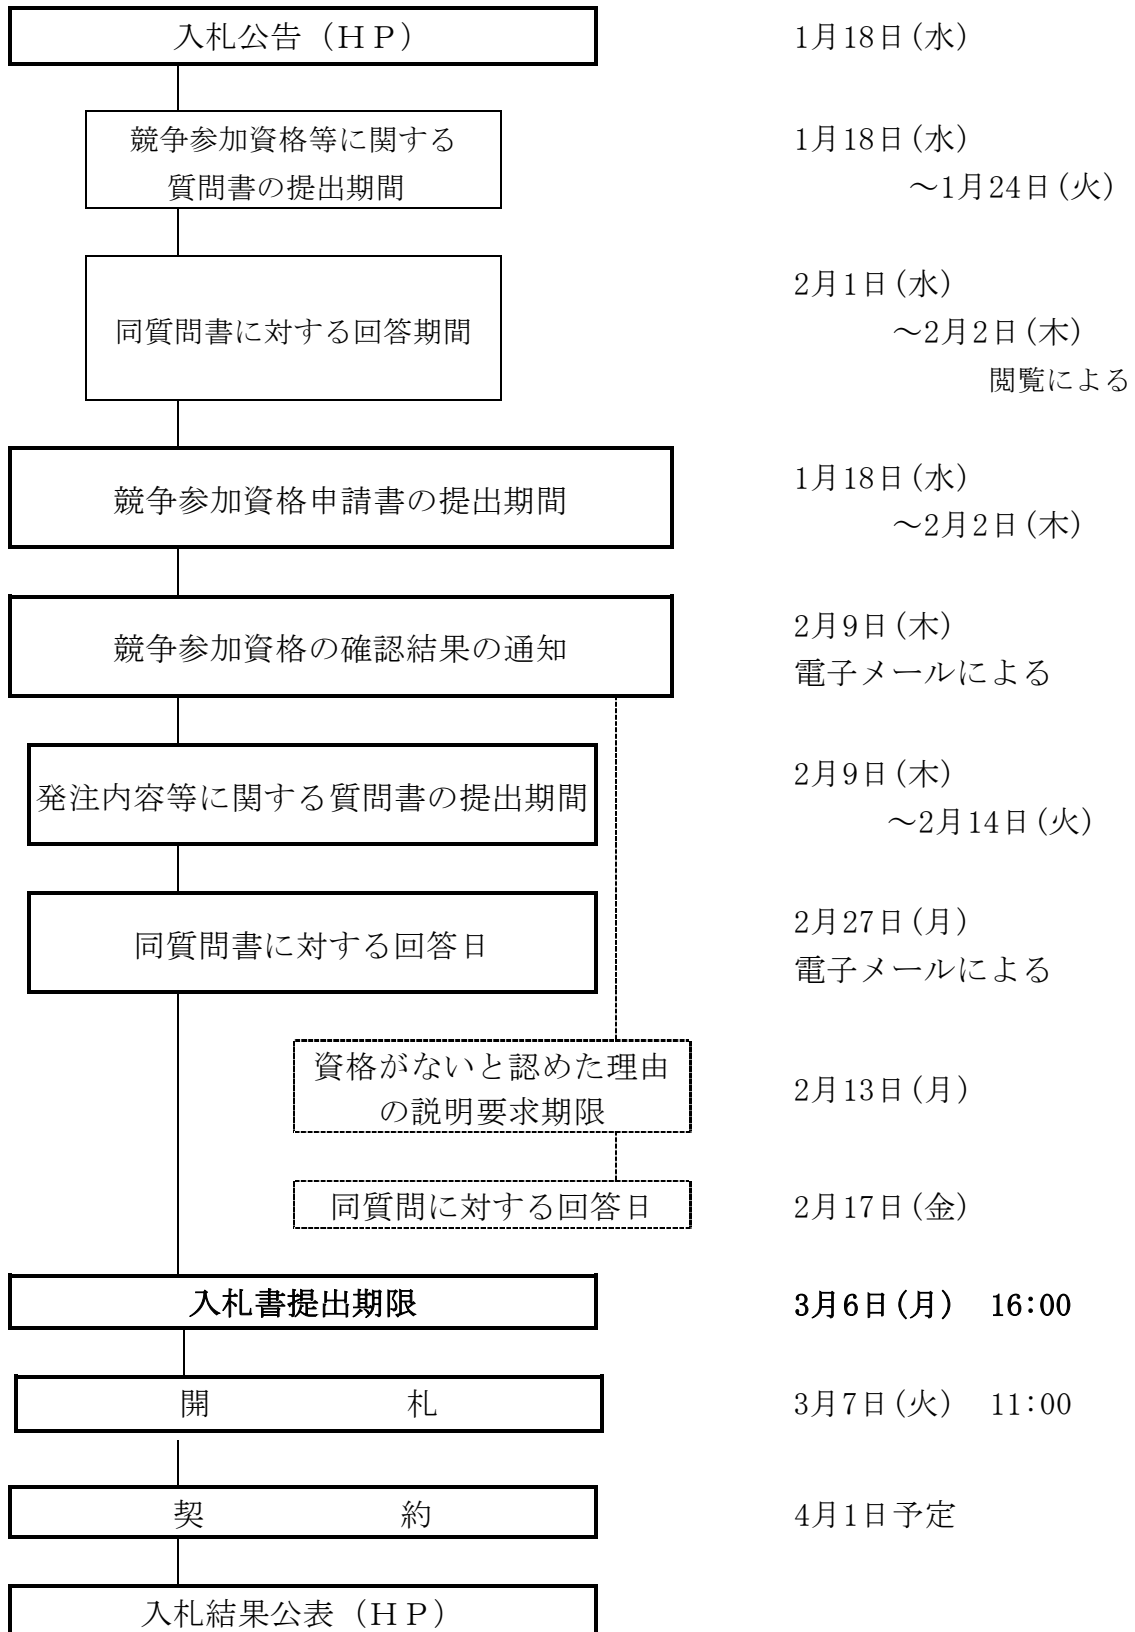 入札公告（ＨＰ）
1月18日(水)
競争参加資格等に関する
質問書の提出期間
1月18日(水)
～1月24日(火)
同質問書に対する回答期間
2月1日(水)
～2月2日(木)
閲覧による
競争参加資格申請書の提出期間
1月18日(水)
～2月2日(木)
競争参加資格の確認結果の通知
2月9日(木)
電子メールによる
発注内容等に関する質問書の提出期間
2月9日(木)
～2月14日(火)
同質問書に対する回答日
2月27日(月)
電子メールによる
資格がないと認めた理由
の説明要求期限
2月13日(月)
同質問に対する回答日
2月17日(金)
入札書提出期限
3月6日(月)　16:00
開　　　札
3月7日(火)　11:00
契　　　約
4月1日予定
入札結果公表（ＨＰ）